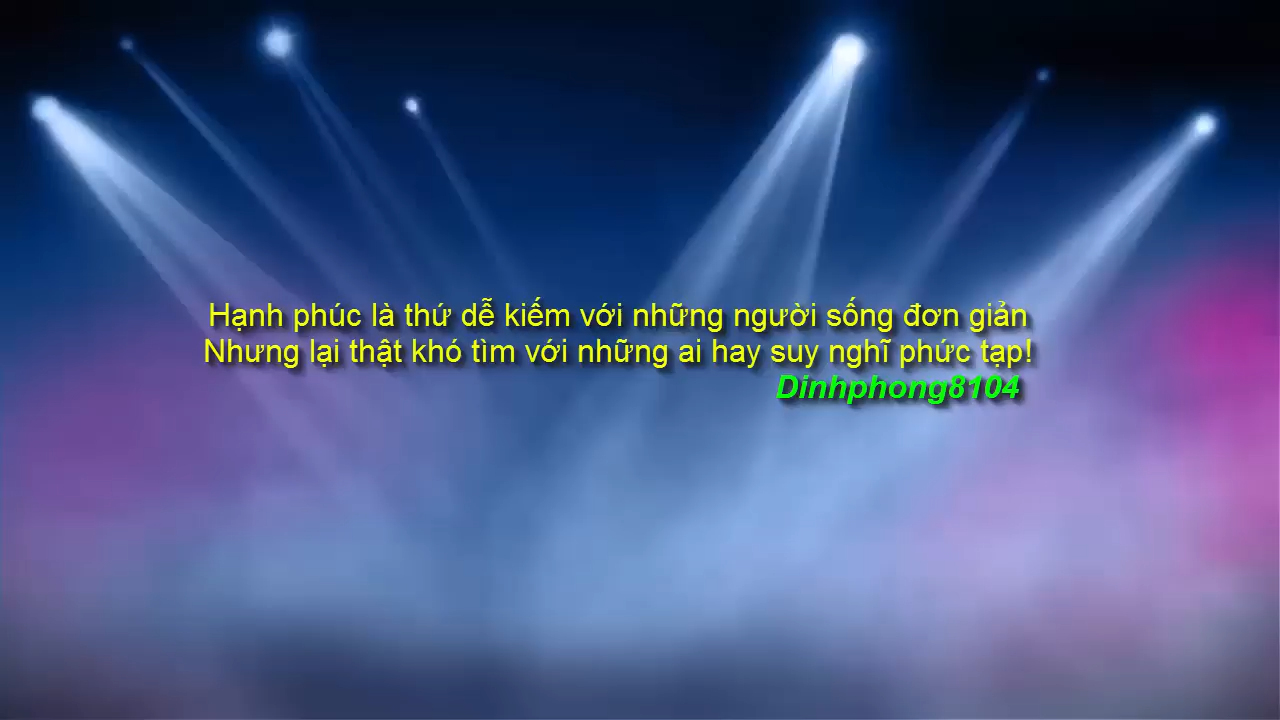 Hạnh phúc là thứ dễ kiếm với những người sống đơn giản
Nhưng lại thật khó tìm với những ai hay suy nghĩ phức tạp!
Dinhphong8104